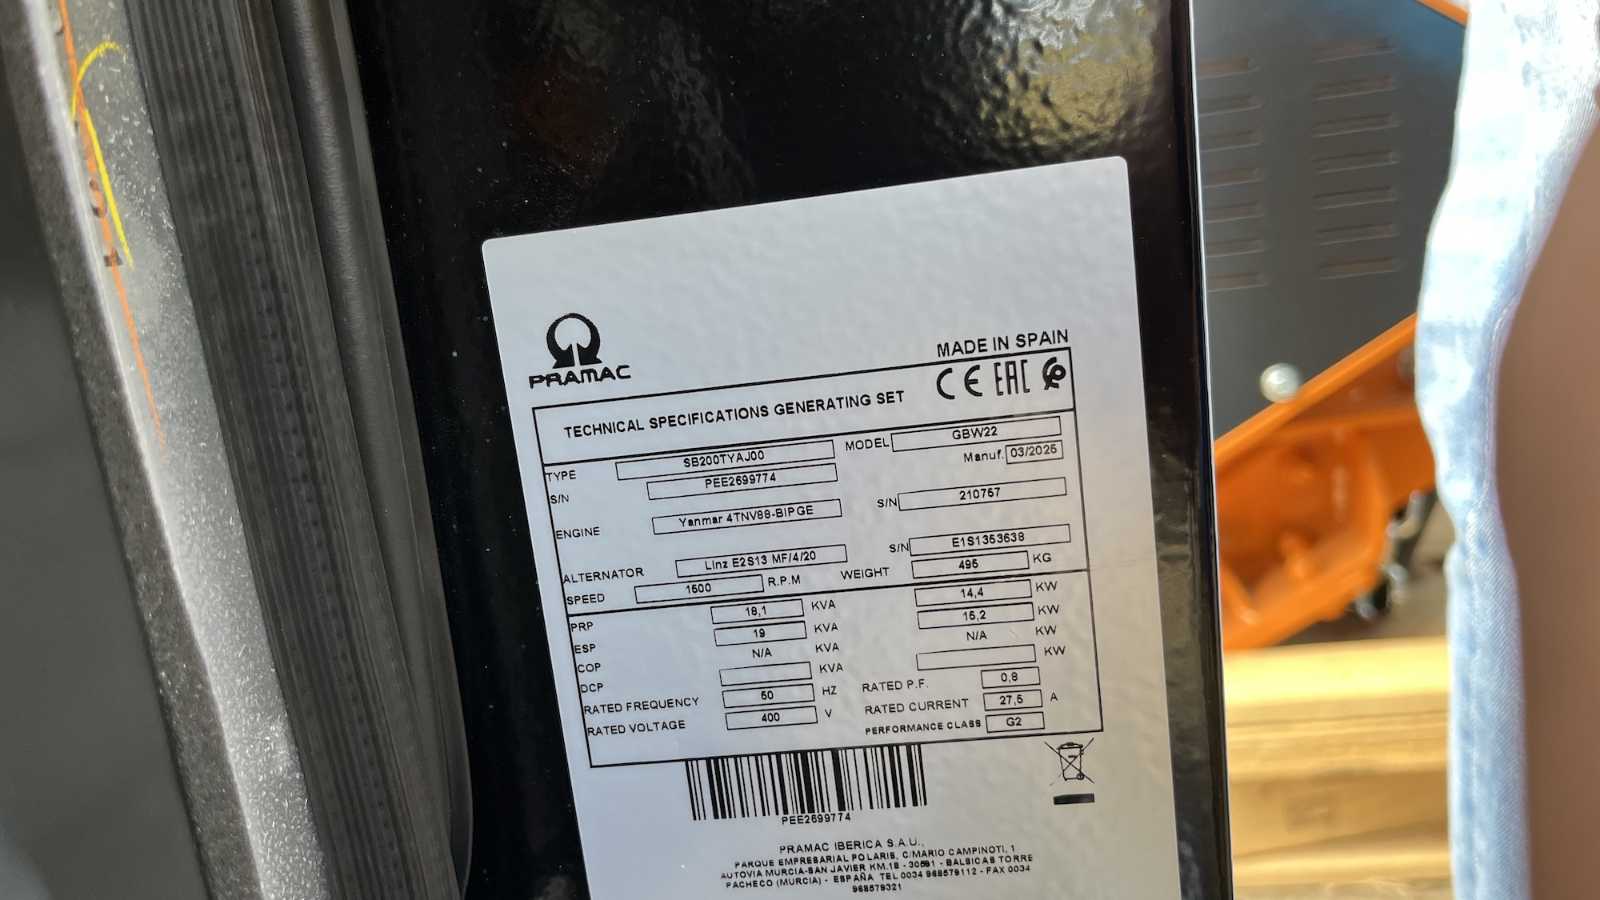 MADE IN SPAIN
PRAMAC
TECHNICAL SPECIFICATIONS GENERATING SET CE EAC
TYPE SB200TYAJ00 MODEL GBW22
S/N PEE2699774 Manuf. 03/2025
ENGINE Yanmar 4TNV88-BIPGE S/N 210767
ALTERNATOR Linz E2S13 MF/4/20 S/N E1S1353638
SPEED 1500 R.P.M WEIGHT 495 KG
PRP 18,1 KVA 14,4 KW
ESP 19 KVA 15,2 KW
COP N/A KVA N/A KW
DCP KVA KW
RATED FREQUENCY 50 HZ RATED P.F. 0,8
RATED VOLTAGE 400 V RATED CURRENT 27,5 A
PERFORMANCE CLASS G2
PEE2699774
PRAMAC IBERICA S.A.U.,
PARQUE EMPRESARIAL POLARIS, C/MARIO CAMPINOTI, 1
AUTOVIA MURCIA-SAN JAVIER KM.18 - 30591 - BALSICAS TORRE
PACHECO (MURCIA) - ESPAÑA TEL 0034 968579112 - FAX 0034
968579321